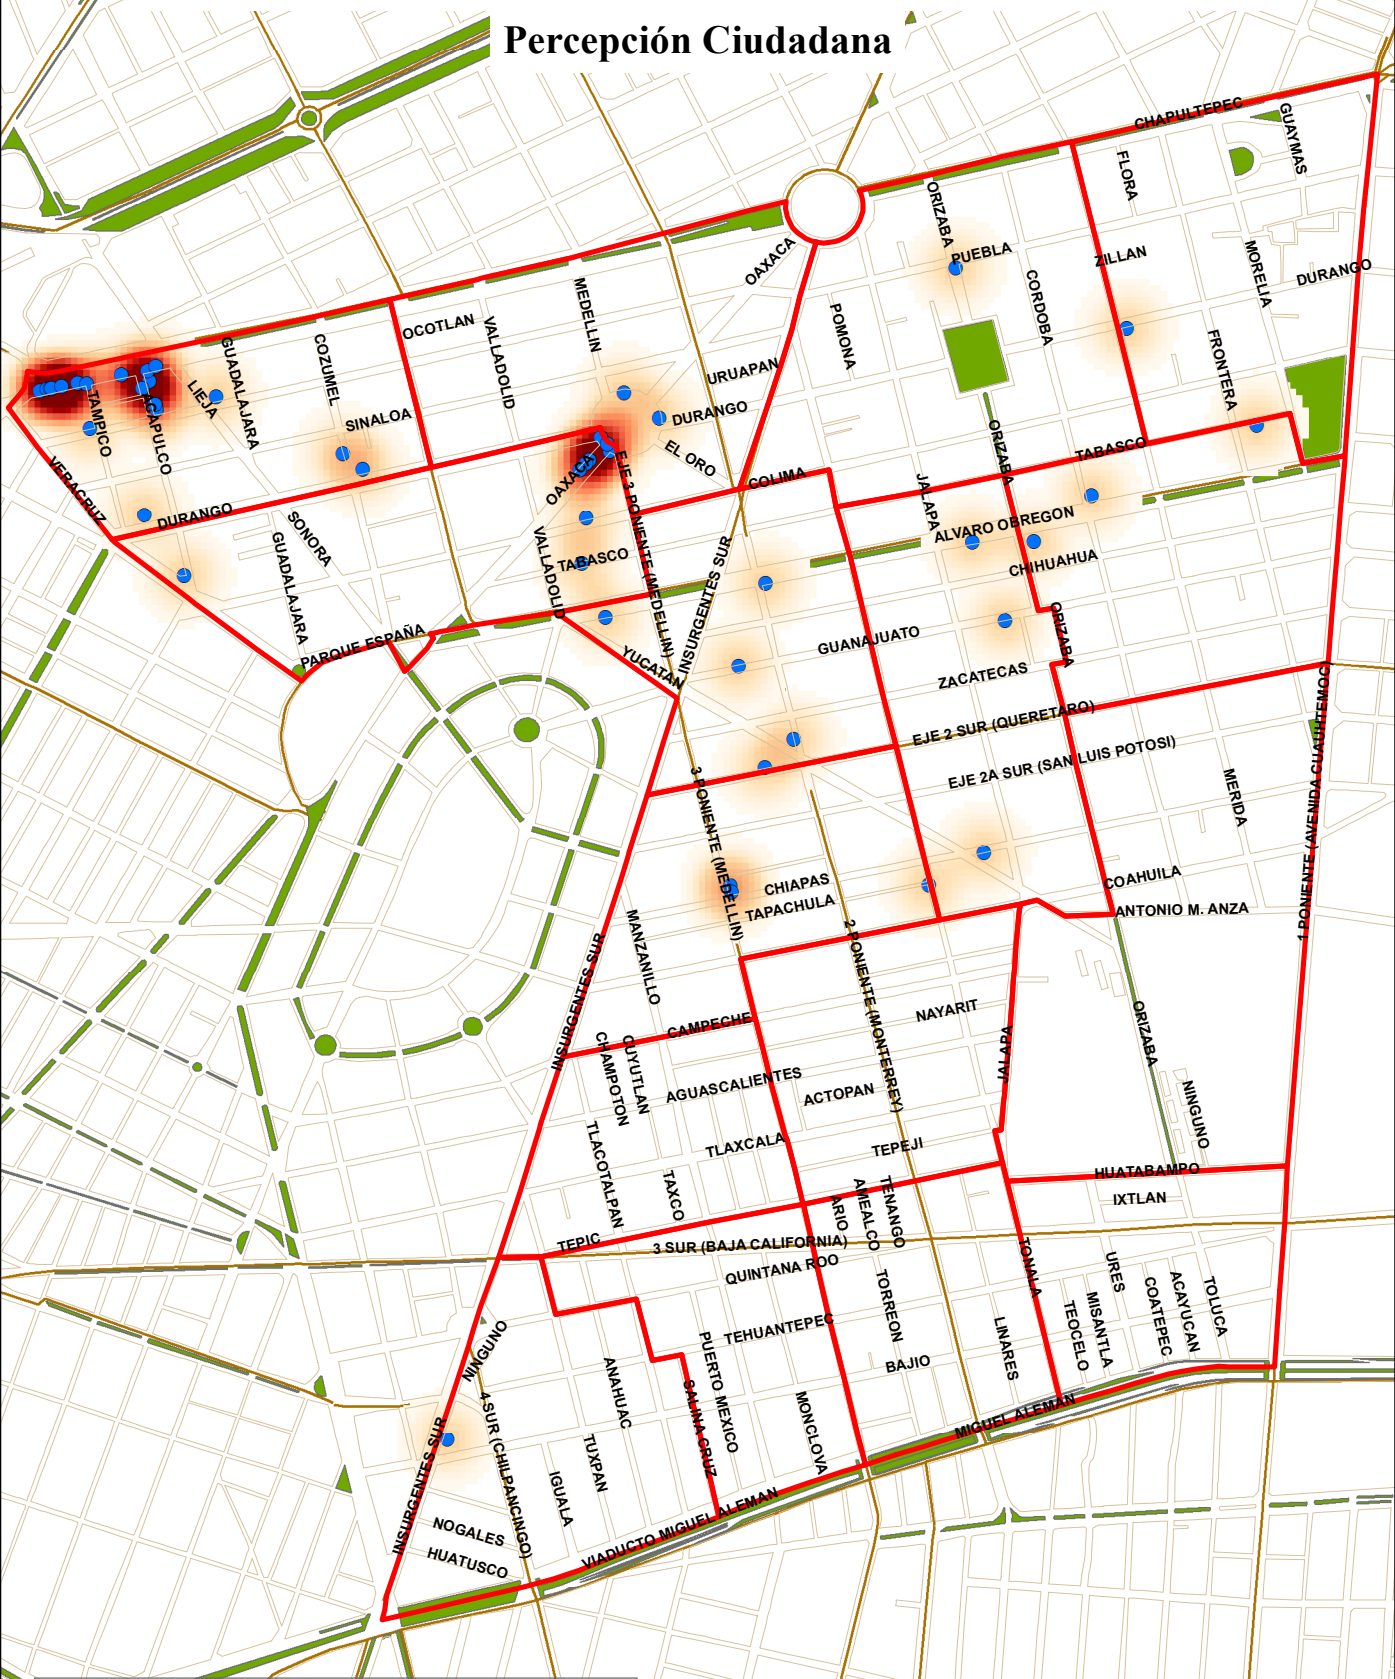 Percepción Ciudadana
CHAPULTEPEC
GUAYMAS
FLORA
ORIZABA
PUEBLA
OAXACA
ZILLAN
MORELIA
DURANGO
CORDOBA
MEDELLIN
POMONA
OCOTLAN
VALLADOLID
COZUMEL
GUADALAJARA
LIEJA
TAMPICO
ACAPULCO
URUAPAN
FRONTERA
SINALOA
DURANGO
EL ORO
OAXACA
EJE 3 PONIENTE (MEDELLIN)
COLIMA
ORIZABA
TABASCO
JALAPA
VERACRUZ
DURANGO
SONORA
GUADALAJARA
VALLADOLID
TABASCO
INSURGENTES SUR
ALVARO OBREGON
CHIHUAHUA
ORIZABA
GUANAJUATO
PARQUE ESPAÑA
YUCATAN
ZACATECAS
EJE 2 SUR (QUERETARO)
EJE 2A SUR (SAN LUIS POTOSI)
1 PONIENTE (AVENIDA CUAUHTEMOC)
MERIDA
3 PONIENTE (MEDELLIN)
CHIAPAS
TAPACHULA
COAHUILA
ANTONIO M. ANZA
MANZANILLO
INSURGENTES SUR
2 PONIENTE (MONTERREY)
NAYARIT
CAMPECHE
JALAPA
ORIZABA
CUYUTLAN
CHAMPOTON
AGUASCALIENTES
ACTOPAN
NINGUNO
TLAXCALA
TEPEJI
TLACOTALPAN
TAXCO
HUATABAMPO
IXTLAN
ARIO
AMEALCO
TENANGO
TEPIC
3 SUR (BAJA CALIFORNIA)
QUINTANA ROO
TONALA
URES
TORREON
TOLUCA
ACAYUCAN
COATEPEC
MISANTLA
TEOCELO
TEHUANTEPEC
LINARES
NINGUNO
PUERTO MEXICO
ANAHUAC
BAJIO
SALINA CRUZ
MONCLOVA
MIGUEL ALEMAN
4 SUR (CHILPANCINGO)
INSURGENTES SUR
TUXPAN
IGUALA
VIADUCTO MIGUEL ALEMAN
NOGALES
HUATUSCO